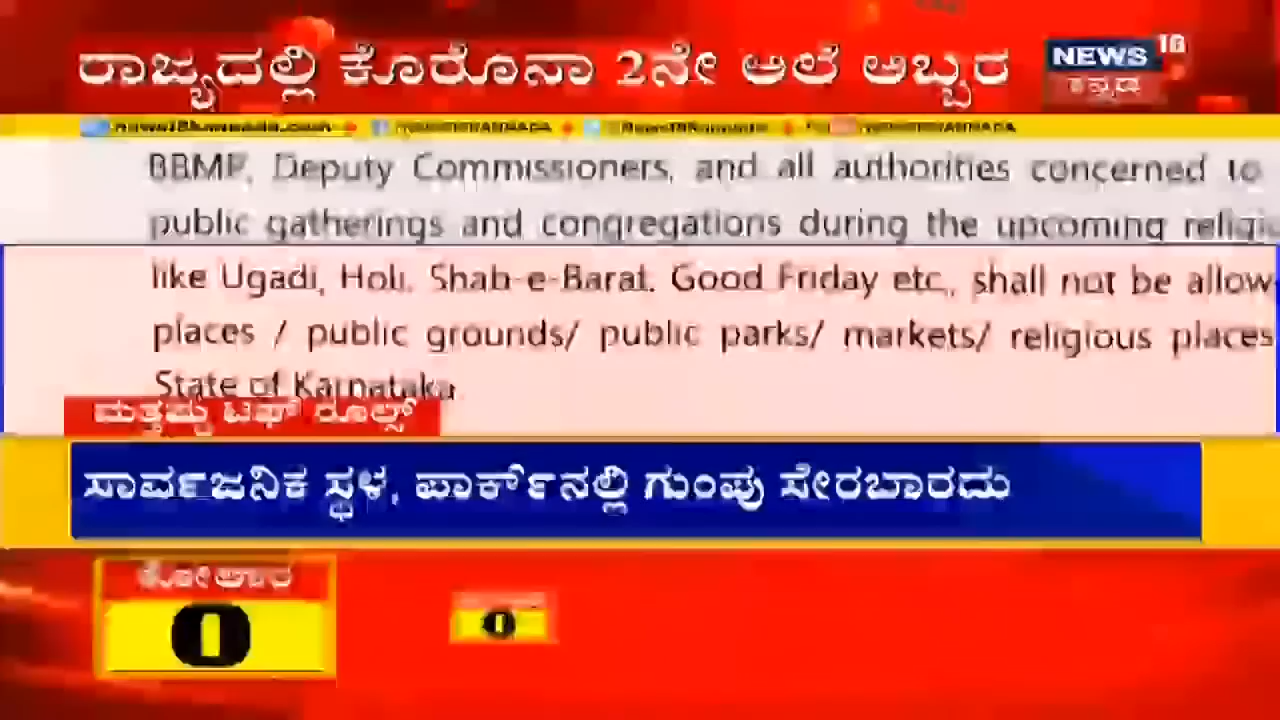 ರಾಜ್ಯದಲ್ಲಿ ಕೊರೊನಾ 2ನೇ ಅಲೆ ಅಬ್ಬರ
NEWS 18
ಕನ್ನಡ
BBMP, Deputy Commissioners, and all authorities concerned to
public gatherings and congregations during the upcoming
like Ugadi, Holi, Shab-e-Barat, Good Friday etc., shall not be
places / public grounds/ public parks/ markets/ religious places
State of Karnataka
ಮತ್ತಷ್ಟು ಟಫ್ ರೂಲ್ಸ್
ಸಾರ್ವಜನಿಕ ಸ್ಥಳ, ಪಾರ್ಕ್‌ನಲ್ಲಿ ಗುಂಪು ಸೇರಬಾರದು
0
0